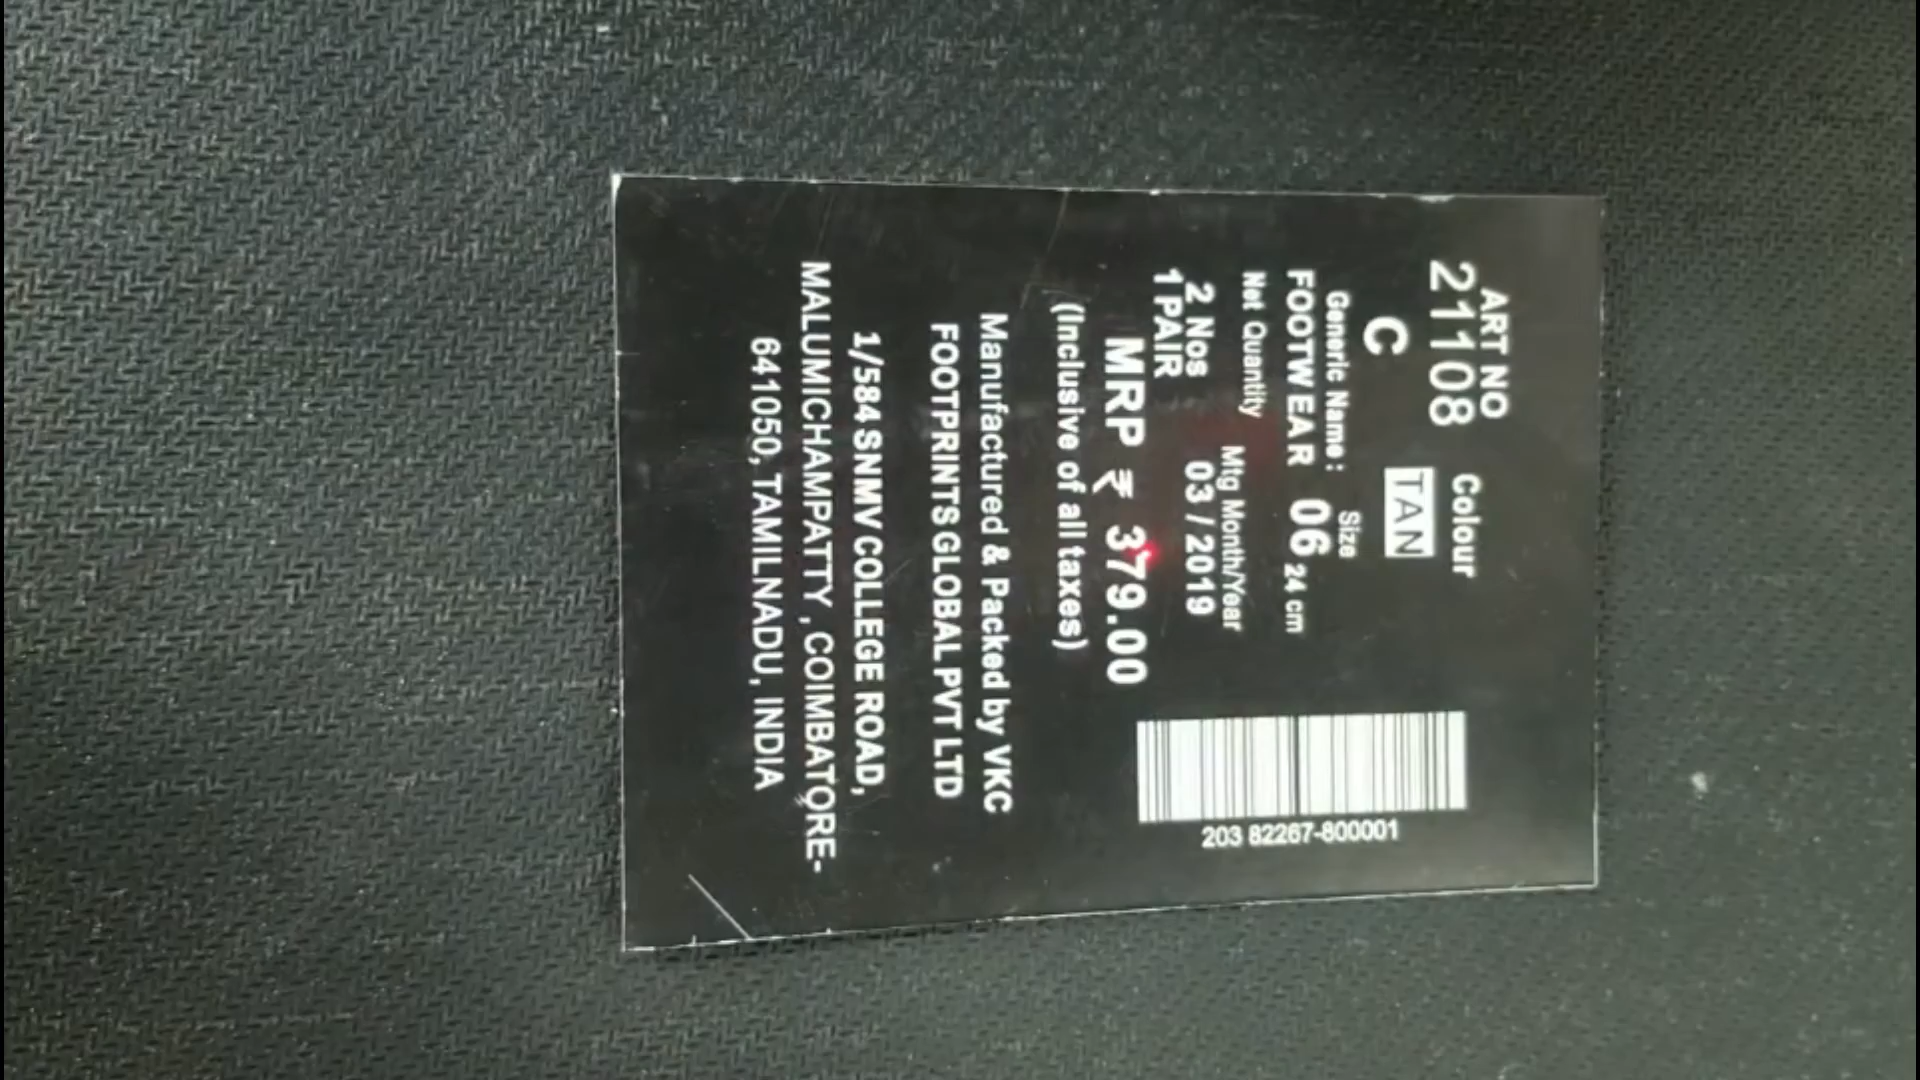 ART NO
21108
Colour
C
TAN
Generic Name :
FOOTWEAR
Size
06 24 cm
Net Quantity
2 Nos
1 PAIR
Mfg Month/Year
03 / 2019
MRP ₹ 379.00
(Inclusive of all taxes)
203 82267-800001
Manufactured & Packed by VKC
FOOTPRINTS GLOBAL PVT LTD
1/584 SNMV COLLEGE ROAD,
MALUMICHAMPATTY , COIMBATORE-
641050, TAMILNADU, INDIA